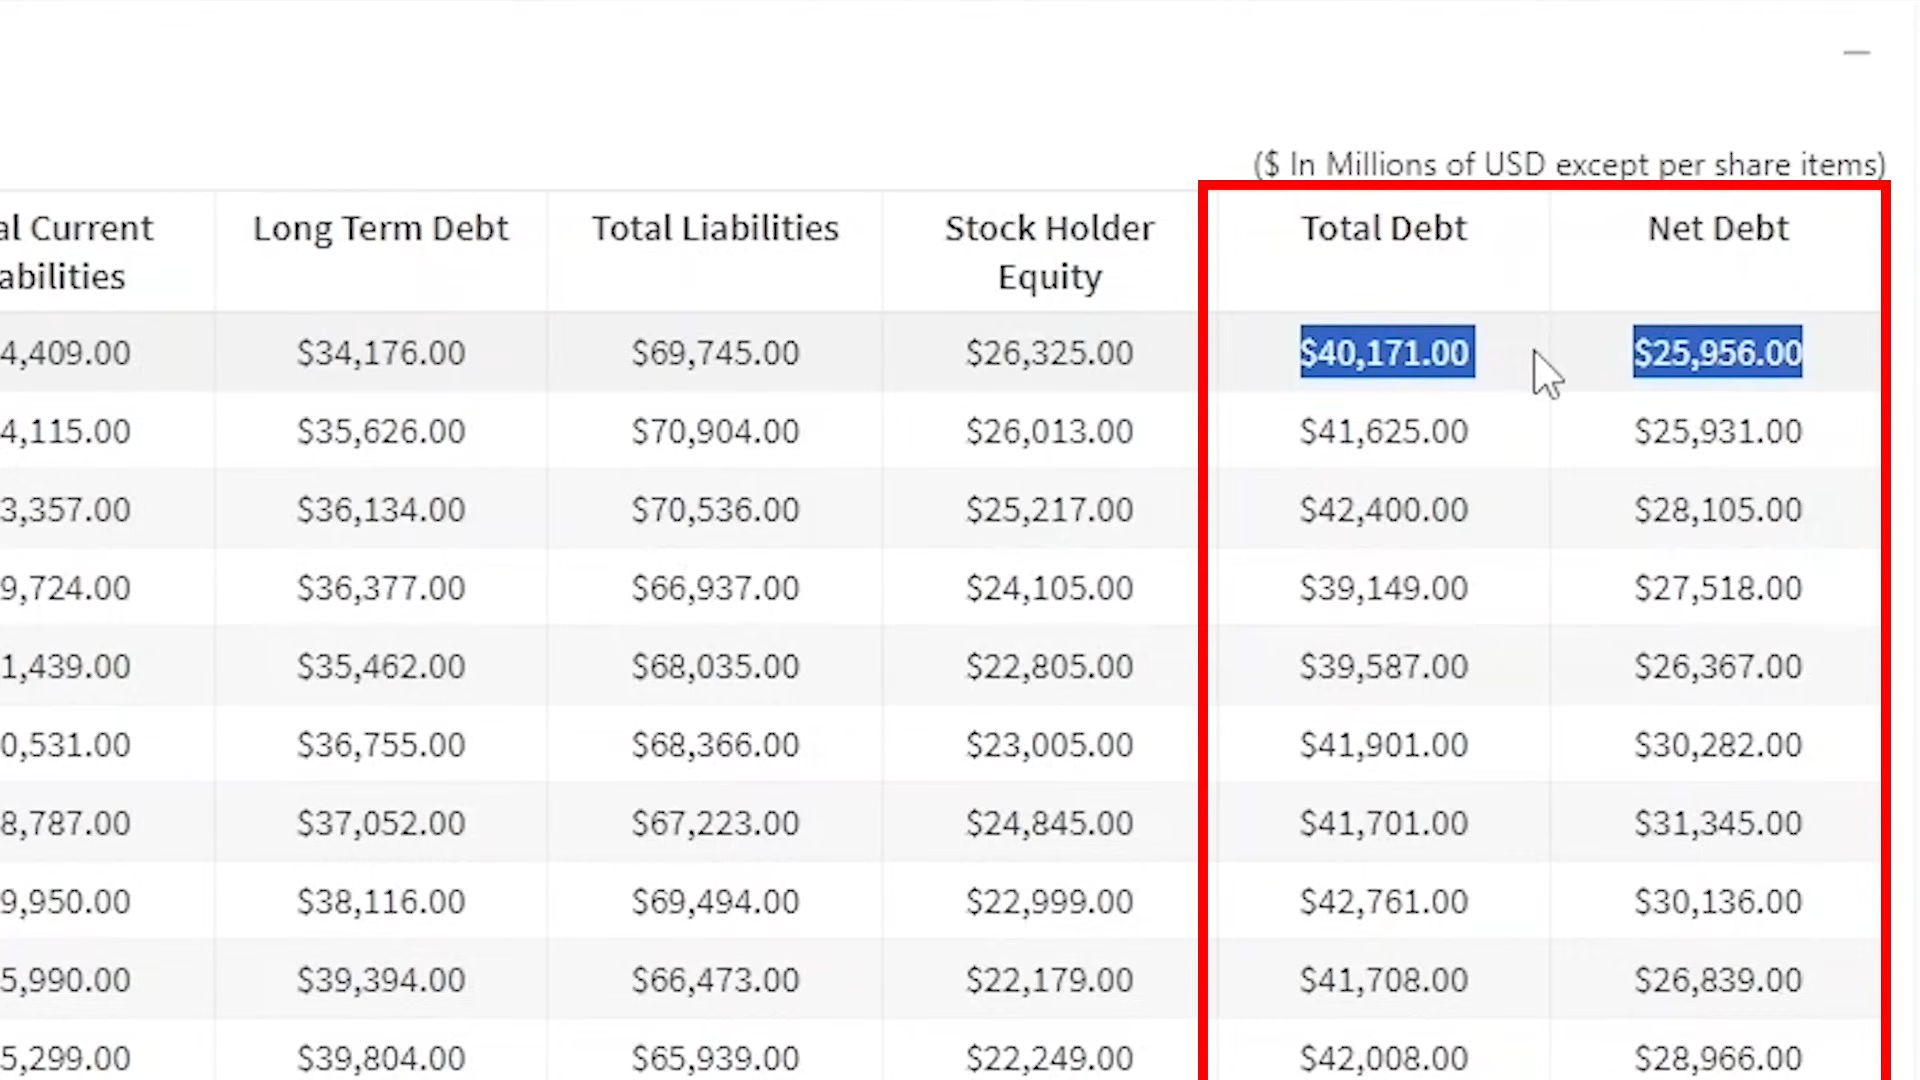 ($ In Millions of USD except per share items)
al Current abilities Long Term Debt Total Liabilities Stock Holder Equity Total Debt Net Debt
4,409.00 $34,176.00 $69,745.00 $26,325.00 $40,171.00 $25,956.00
4,115.00 $35,626.00 $70,904.00 $26,013.00 $41,625.00 $25,931.00
3,357.00 $36,134.00 $70,536.00 $25,217.00 $42,400.00 $28,105.00
9,724.00 $36,377.00 $66,937.00 $24,105.00 $39,149.00 $27,518.00
1,439.00 $35,462.00 $68,035.00 $22,805.00 $39,587.00 $26,367.00
0,531.00 $36,755.00 $68,366.00 $23,005.00 $41,901.00 $30,282.00
8,787.00 $37,052.00 $67,223.00 $24,845.00 $41,701.00 $31,345.00
9,950.00 $38,116.00 $69,494.00 $22,999.00 $42,761.00 $30,136.00
5,990.00 $39,394.00 $66,473.00 $22,179.00 $41,708.00 $26,839.00
5,299.00 $39,804.00 $65,939.00 $22,249.00 $42,008.00 $28,966.00